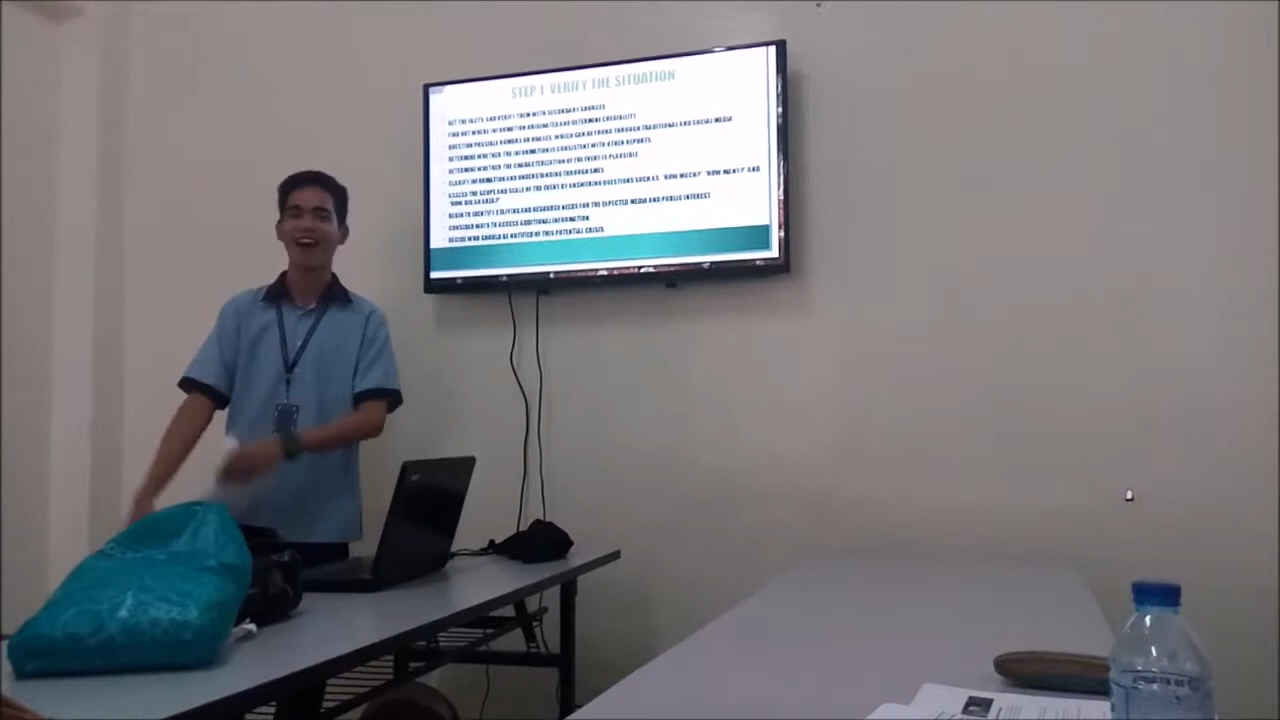 STEP 1 VERIFY THE SITUATION
GET THE FACTS, AND VERIFY THEM WITH SECONDARY SOURCES
FIND OUT WHERE INFORMATION ORIGINATED AND DETERMINE CREDIBILITY
QUESTION POSSIBLE RUMORS OR HOAXES, WHICH CAN BE FOUND THROUGH TRADITIONAL AND SOCIAL MEDIA
DETERMINE WHETHER THE INFORMATION IS CONSISTENT WITH OTHER REPORTS
DETERMINE WHETHER THE CHARACTERIZATION OF THE EVENT IS PLAUSIBLE
CLARIFY INFORMATION AND UNDERSTANDING THROUGH SMES
ASSESS THE SCOPE AND SCALE OF THE EVENT BY ANSWERING QUESTIONS SUCH AS, "HOW MUCH?" "HOW MANY?" AND
"HOW BIG AN AREA?"
BEGIN TO IDENTIFY STAFFING AND RESOURCE NEEDS FOR THE EXPECTED MEDIA AND PUBLIC INTEREST
CONSIDER WAYS TO ACCESS ADDITIONAL INFORMATION
DECIDE WHO SHOULD BE NOTIFIED OF THIS POTENTIAL CRISIS